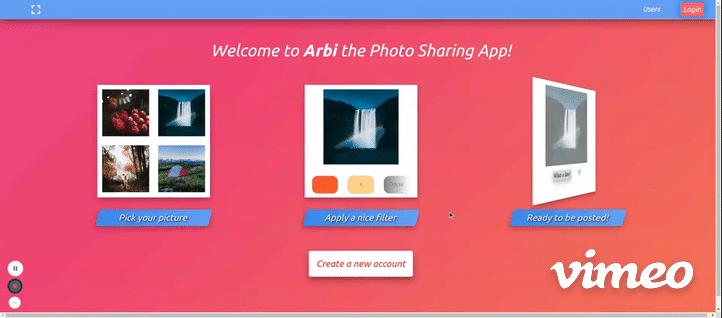 Users
Login
Welcome to Arbi the Photo Sharing App!
Pick your picture
Apply a nice filter
Ready to be posted!
Create a new account
vimeo